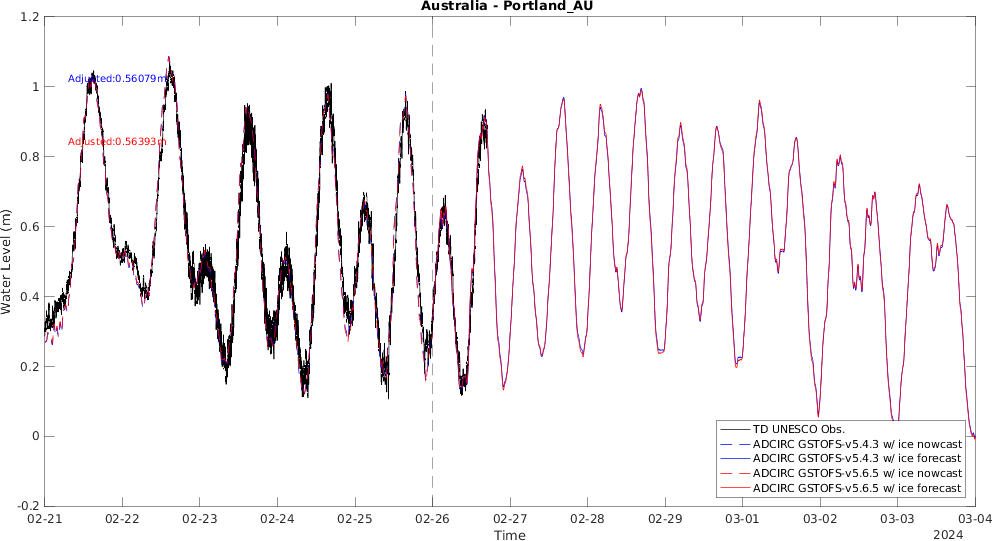 Australia - Portland_AU
1.2
1
0.8
0.6
0.4
0.2
0
-0.2
Water Level (m)
Adjusted:0.56079m
Adjusted:0.56393m
TD UNESCO Obs.
ADCIRC GSTOFS-v5.4.3 w/ ice nowcast
ADCIRC GSTOFS-v5.4.3 w/ ice forecast
ADCIRC GSTOFS-v5.6.5 w/ ice nowcast
ADCIRC GSTOFS-v5.6.5 w/ ice forecast
02-21 02-22 02-23 02-24 02-25 02-26 02-27 02-28 02-29 03-01 03-02 03-03 03-04
Time
2024